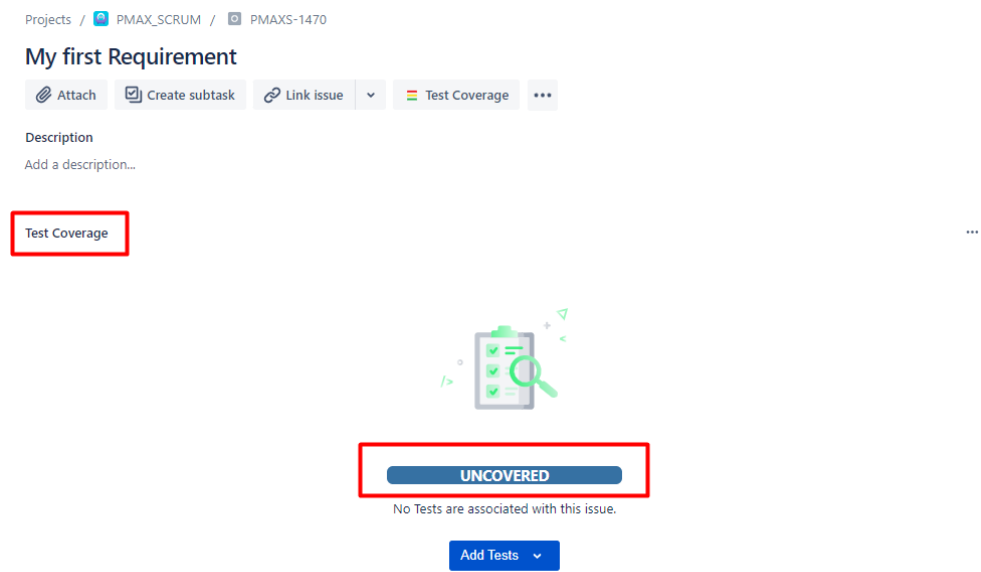 Projects / PMAX_SCRUM / PMAXS-1470
My first Requirement
Attach Create subtask Link issue Test Coverage •••
Description
Add a description...
Test Coverage •••
/>
<
UNCOVERED
No Tests are associated with this issue.
Add Tests